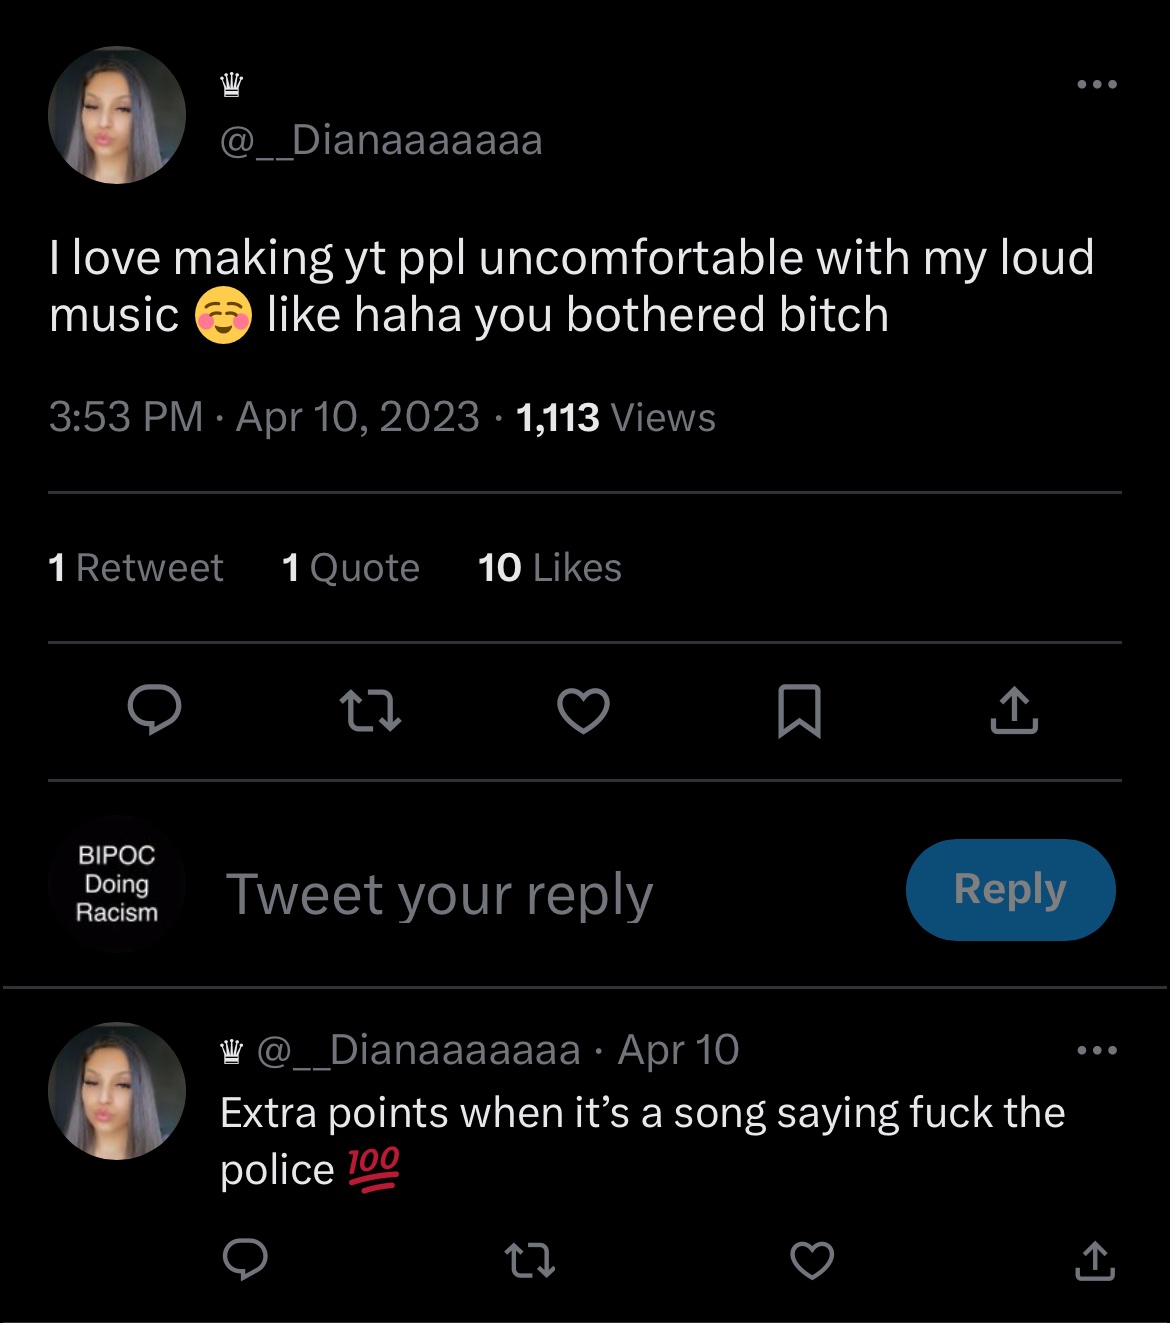 ♛
@__Dianaaaaaaa
I love making yt ppl uncomfortable with my loud
music ☺️ like haha you bothered bitch
3:53 PM · Apr 10, 2023 · 1,113 Views
1 Retweet 1 Quote 10 Likes
BIPOC
Doing
Racism
Tweet your reply
Reply
♛ @__Dianaaaaaaa · Apr 10
Extra points when it’s a song saying fuck the
police 💯